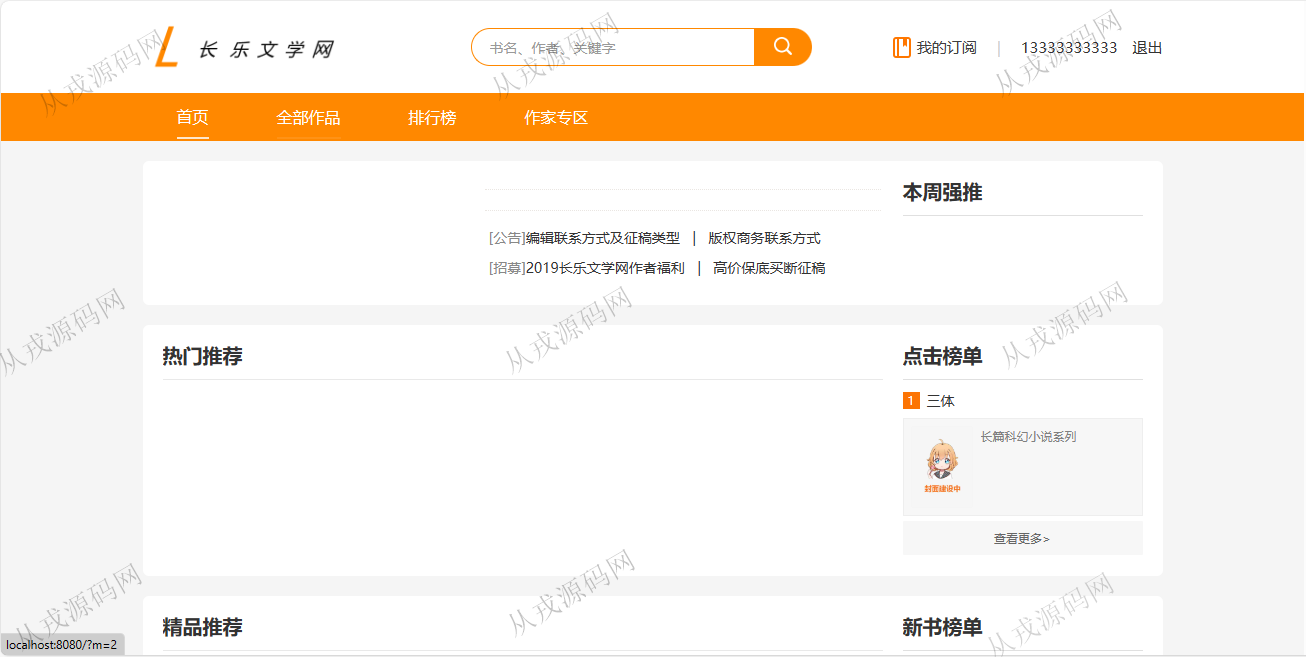 长乐文学网
书名、作者、关键字
我的订阅 | 13333333333 退出
首页 全部作品 排行榜 作家专区
本周强推
[公告]编辑联系方式及征稿类型 | 版权商务联系方式
[招募]2019长乐文学网作者福利 | 高价保底买断征稿
热门推荐
点击榜单
1 三体
长篇科幻小说系列
封面建设中
查看更多>
精品推荐
新书榜单
localhost:8080/?m=2
从戎源码网
从戎源码网
从戎源码网
从戎源码网
从戎源码网
从戎源码网
从戎源码网
从戎源码网
从戎源码网